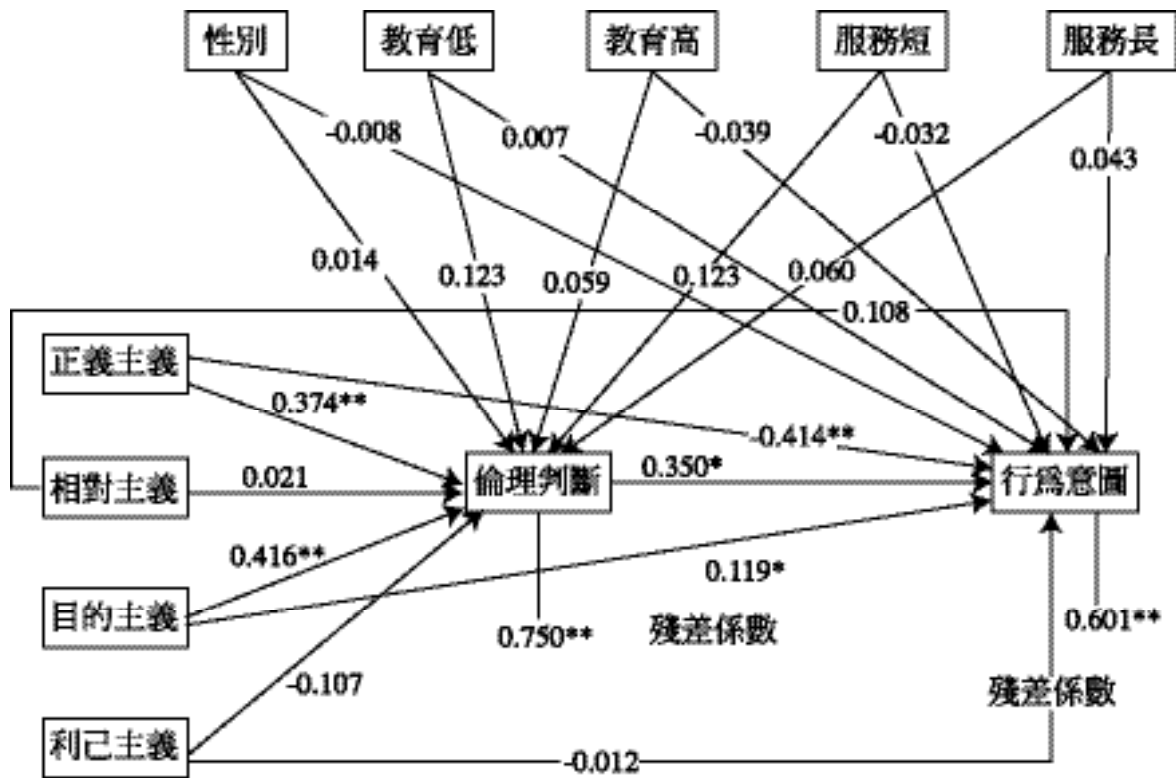 性別
教育低
教育高
服務短
服務長
-0.008
0.007
-0.039
-0.032
0.043
0.014
0.123
0.059
0.123
0.060
0.108
正義主義
0.374**
-0.414**
相對主義
0.021
倫理判斷
0.350*
行為意圖
0.416**
0.119*
目的主義
0.750**
殘差係數
0.601**
-0.107
殘差係數
利己主義
-0.012